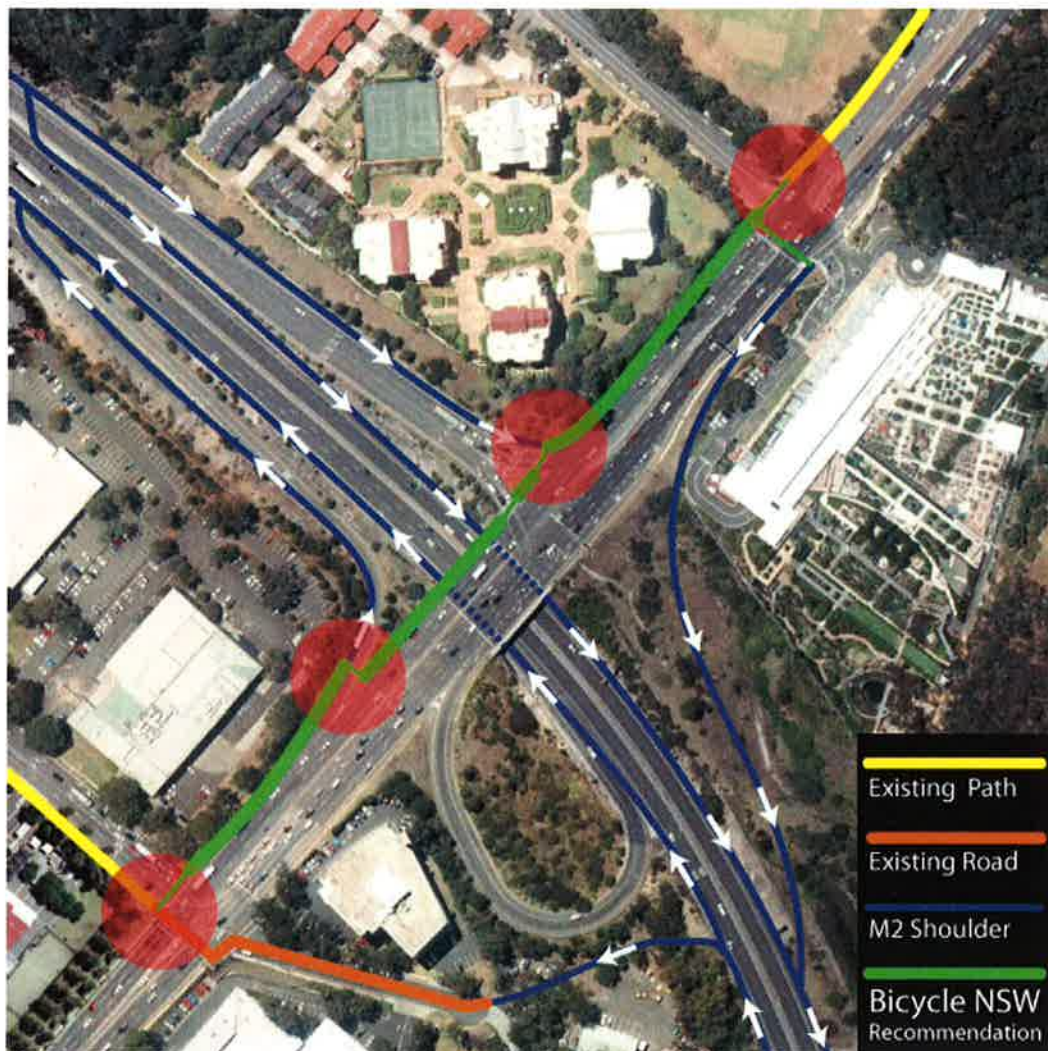 Existing Path
Existing Road
M2 Shoulder
Bicycle NSW
Recommendation